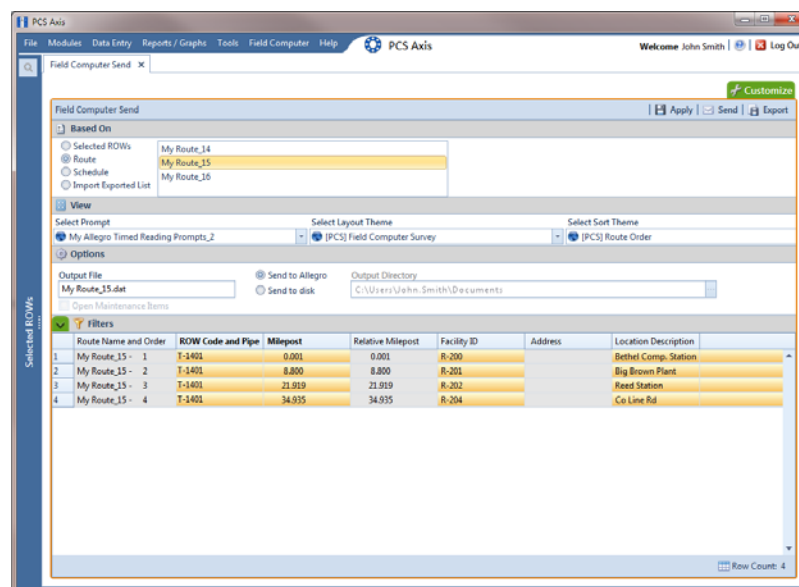 PCS Axis
File Modules Data Entry Reports / Graphs Tools Field Computer Help PCS Axis Welcome John Smith Log Ou
Field Computer Send X
Customize
Field Computer Send Apply Send Export
Based On
Selected ROWs
Route
Schedule
Import Exported List
My Route_14
My Route_15
My Route_16
View
Select Prompt Select Layout Theme Select Sort Theme
My Allegro Timed Reading Prompts_2 [PCS] Field Computer Survey [PCS] Route Order
Options
Output File Send to Allegro Output Directory
My Route_15.dat Send to disk C:\Users\John.Smith\Documents
Open Maintenance Items
Filters
Route Name and Order ROW Code and Pipe Milepost Relative Milepost Facility ID Address Location Description
1 My Route_15 - 1 T-1401 0.001 0.001 R-200 Bethel Comp. Station
2 My Route_15 - 2 T-1401 8.800 8.800 R-201 Big Brown Plant
3 My Route_15 - 3 T-1401 21.919 21.919 R-202 Reed Station
4 My Route_15 - 4 T-1401 34.935 34.935 R-204 Co Line Rd
Selected ROWs
Row Count: 4